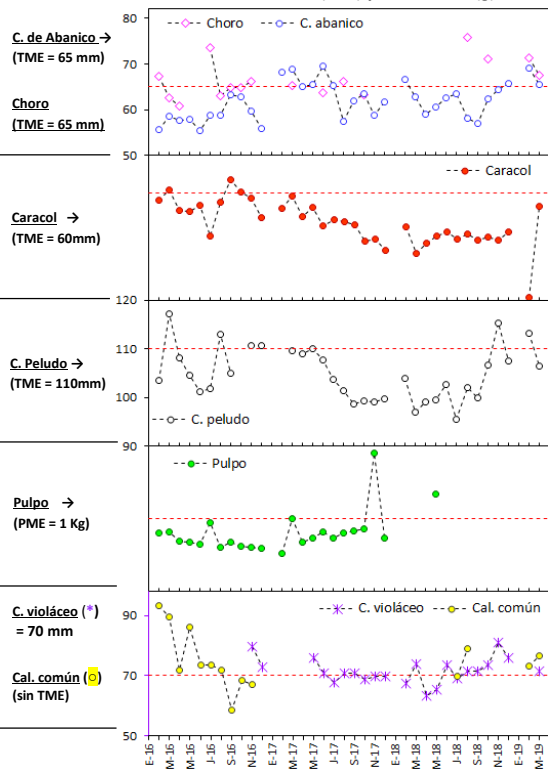 C. de Abanico →
(TME = 65 mm)
Choro
(TME = 65 mm)
Caracol →
(TME = 60mm)
C. Peludo →
(TME = 110mm)
Pulpo →
(PME = 1 Kg)
C. violáceo (*)
= 70 mm
Cal. común (○)
(sin TME)
80
70
60
50
Choro
C. abanico
Caracol
120
110
100
90
C. peludo
Pulpo
90
70
50
C. violáceo
Cal. común
E-16
M-16
M-16
J-16
S-16
N-16
E-17
M-17
M-17
J-17
S-17
N-17
E-18
M-18
M-18
J-18
S-18
N-18
E-19
M-19